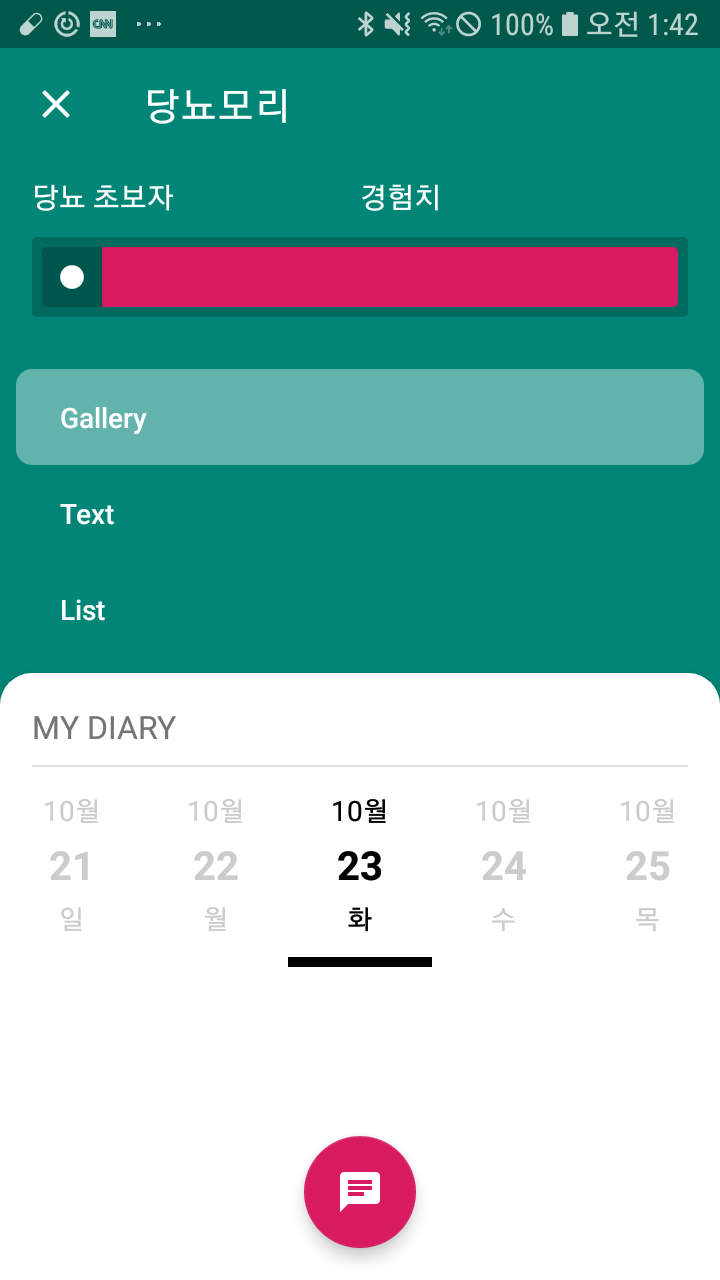 CNN 100% 오전 1:42
당뇨모리
당뇨 초보자 경험치
Gallery
Text
List
MY DIARY
10월 10월 10월 10월 10월
21 22 23 24 25
일 월 화 수 목